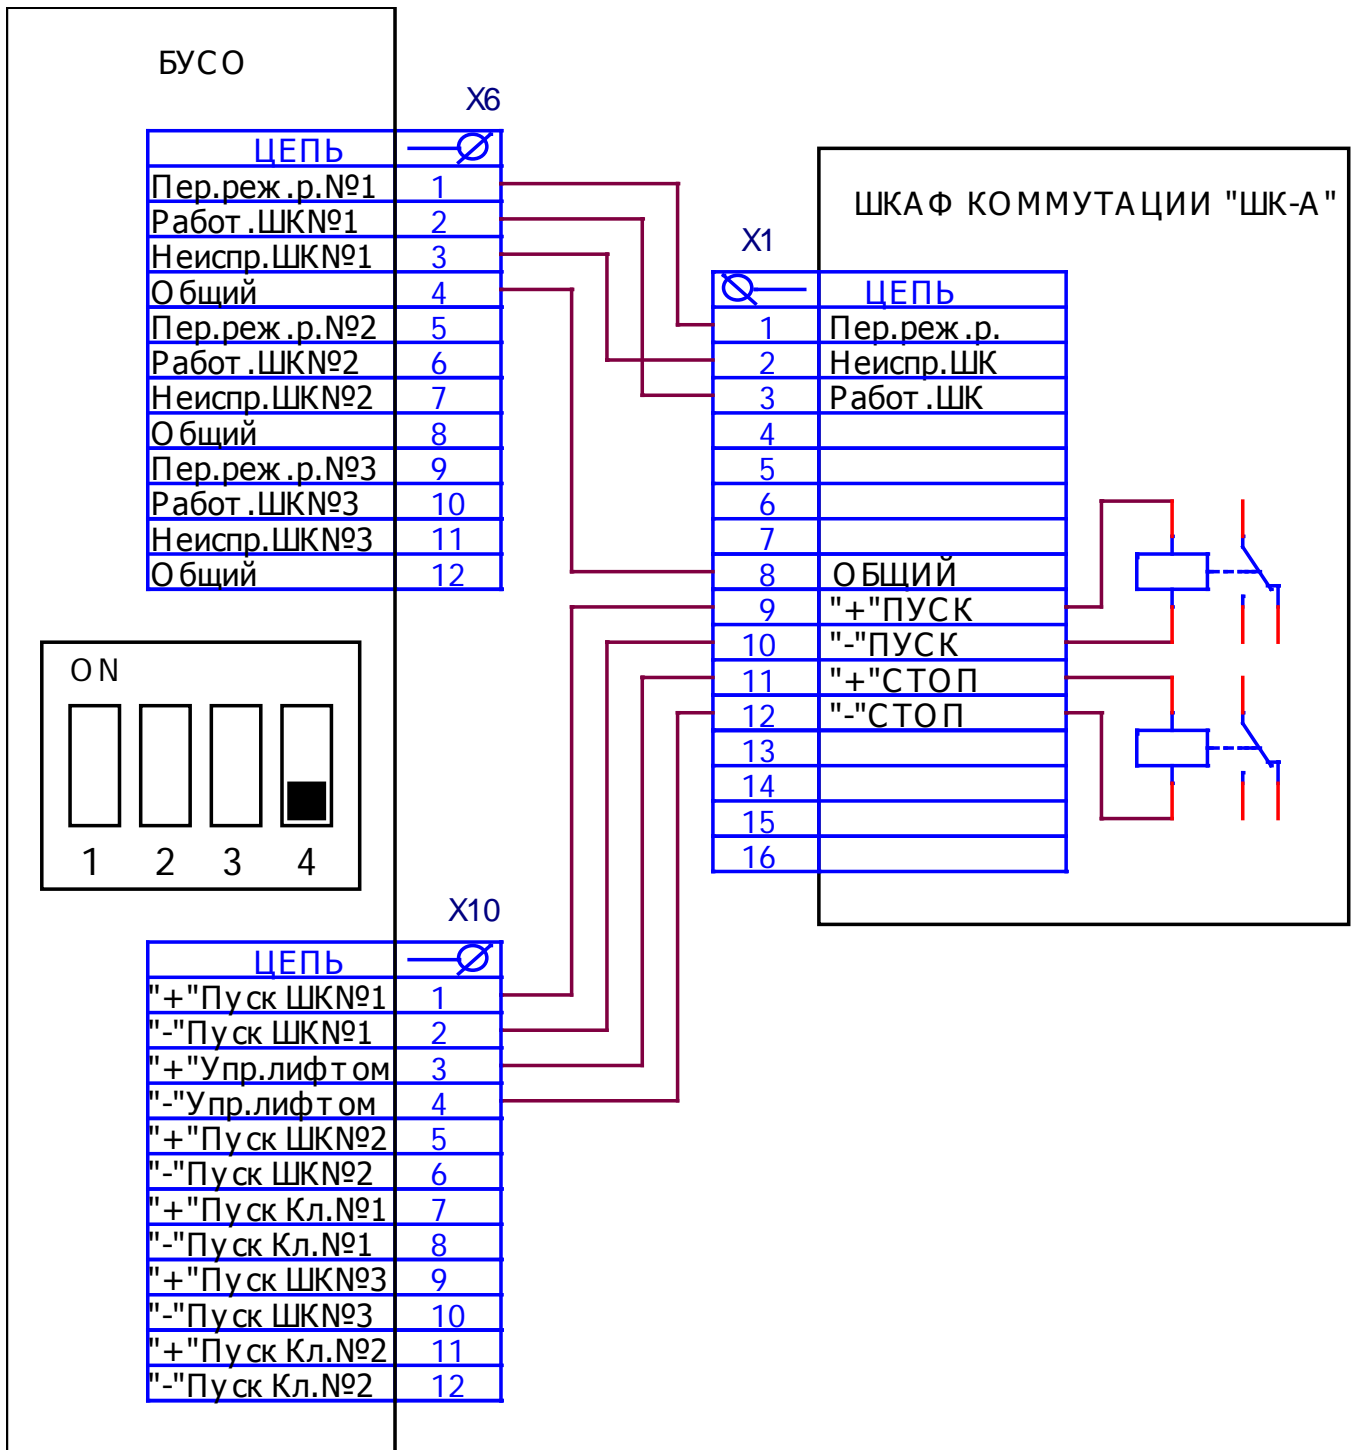 БУСО
X6
ЦЕПЬ
Пер.реж.р.№1 1
Работ.ШК№1 2
Неиспр.ШК№1 3
Общий 4
Пер.реж.р.№2 5
Работ.ШК№2 6
Неиспр.ШК№2 7
Общий 8
Пер.реж.р.№3 9
Работ.ШК№3 10
Неиспр.ШК№3 11
Общий 12
ШКАФ КОММУТАЦИИ "ШК-А"
X1
ЦЕПЬ
1 Пер.реж.р.
2 Неиспр.ШК
3 Работ.ШК
4
5
6
7
8 ОБЩИЙ
9 "+"ПУСК
10 "-"ПУСК
11 "+"СТОП
12 "-"СТОП
13
14
15
16
ON
1 2 3 4
X10
ЦЕПЬ
"+"Пуск ШК№1 1
"-"Пуск ШК№1 2
"+"Упр.лифтом 3
"-"Упр.лифтом 4
"+"Пуск ШК№2 5
"-"Пуск ШК№2 6
"+"Пуск Кл.№1 7
"-"Пуск Кл.№1 8
"+"Пуск ШК№3 9
"-"Пуск ШК№3 10
"+"Пуск Кл.№2 11
"-"Пуск Кл.№2 12